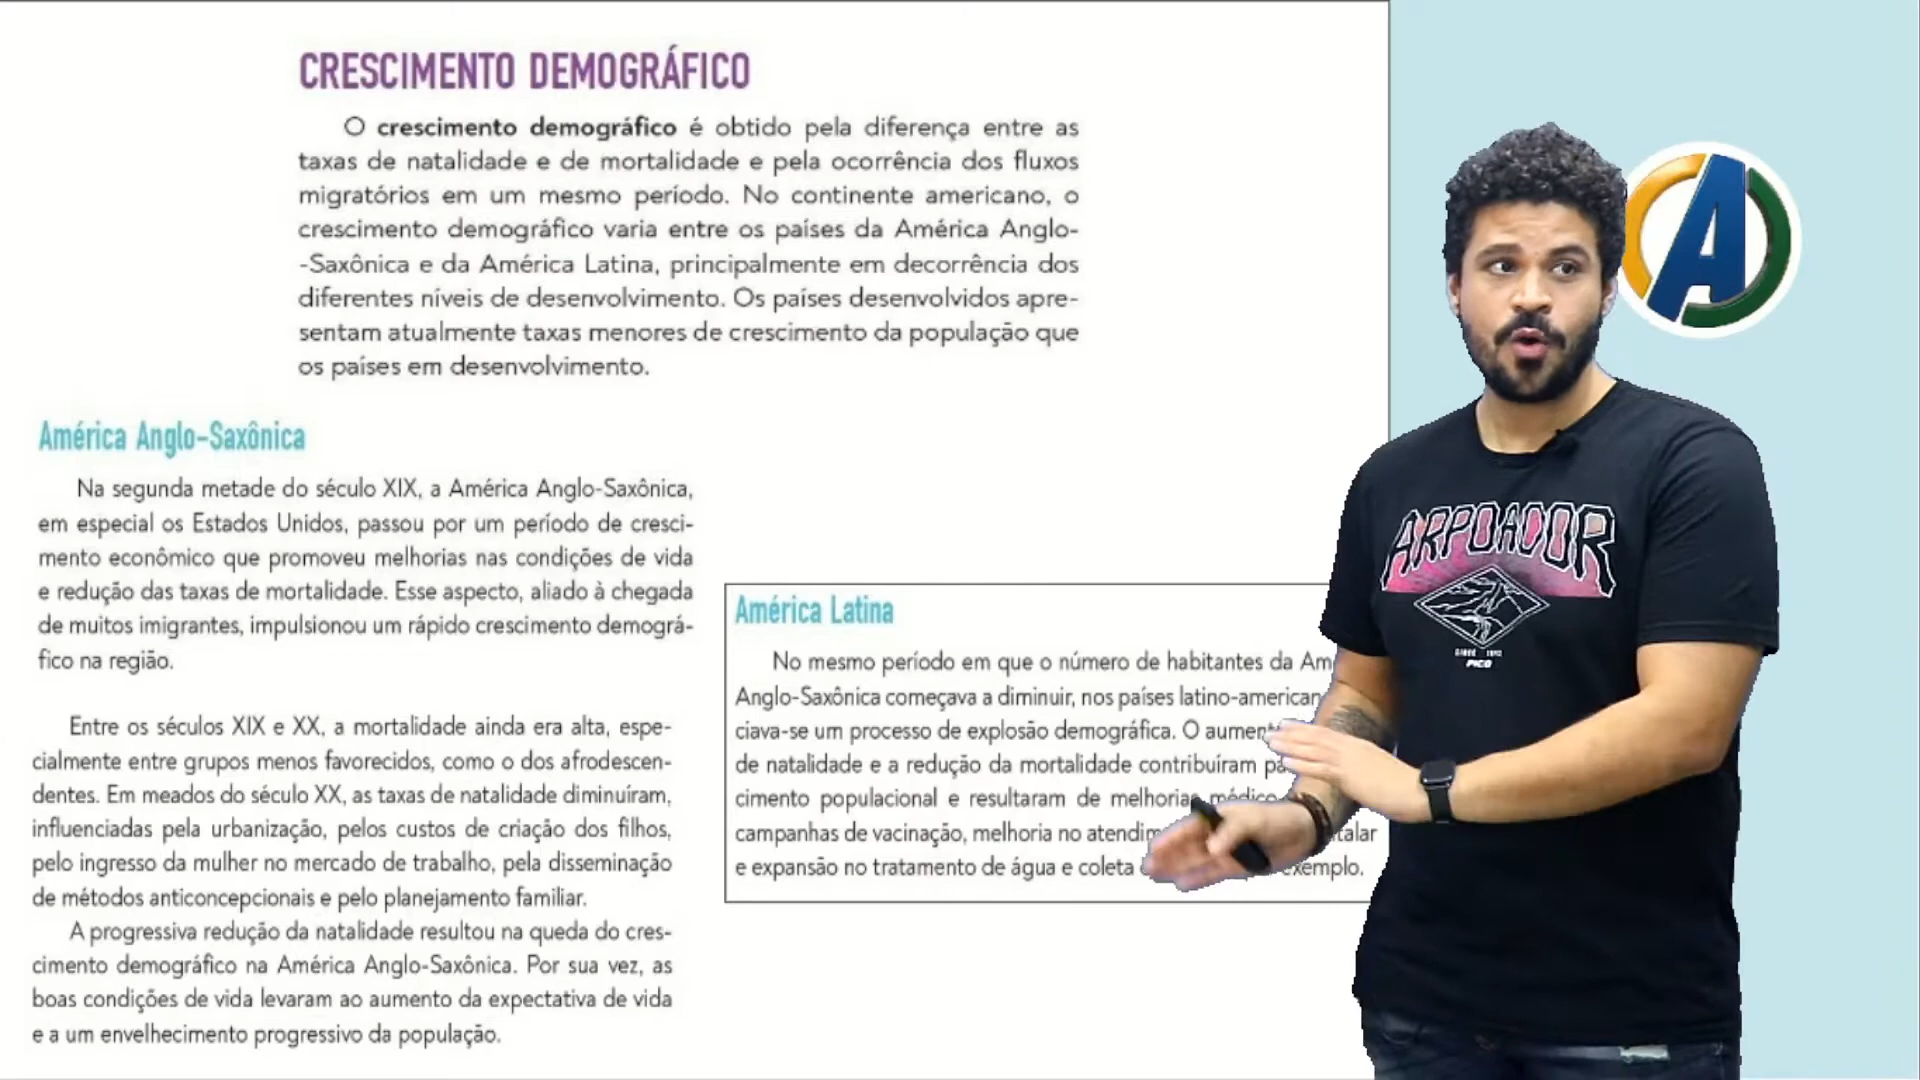 CRESCIMENTO DEMOGRÁFICO
O crescimento demográfico é obtido pela diferença entre as
taxas de natalidade e de mortalidade e pela ocorrência dos fluxos
migratórios em um mesmo período. No continente americano, o
crescimento demográfico varia entre os países da América Anglo-
-Saxônica e da América Latina, principalmente em decorrência dos
diferentes níveis de desenvolvimento. Os países desenvolvidos apre-
sentam atualmente taxas menores de crescimento da população que
os países em desenvolvimento.
América Anglo-Saxônica
Na segunda metade do século XIX, a América Anglo-Saxônica,
em especial os Estados Unidos, passou por um período de cresci-
mento econômico que promoveu melhorias nas condições de vida
e redução das taxas de mortalidade. Esse aspecto, aliado à chegada
de muitos imigrantes, impulsionou um rápido crescimento demográ-
fico na região.
Entre os séculos XIX e XX, a mortalidade ainda era alta, espe-
cialmente entre grupos menos favorecidos, como o dos afrodescen-
dentes. Em meados do século XX, as taxas de natalidade diminuíram,
influenciadas pela urbanização, pelos custos de criação dos filhos,
pelo ingresso da mulher no mercado de trabalho, pela disseminação
de métodos anticoncepcionais e pelo planejamento familiar.
A progressiva redução da natalidade resultou na queda do cres-
cimento demográfico na América Anglo-Saxônica. Por sua vez, as
boas condições de vida levaram ao aumento da expectativa de vida
e a um envelhecimento progressivo da população.
América Latina
No mesmo período em que o número de habitantes da
Anglo-Saxônica começava a diminuir, nos países
ciava-se um processo de explosão demográfica. O
de natalidade e a redução da mortalidade contribuíram
cimento populacional e resultaram de melhorias
campanhas de vacinação, melhoria no
e expansão no tratamento de água e coleta exemplo.
A
ARPOADOR
PICO